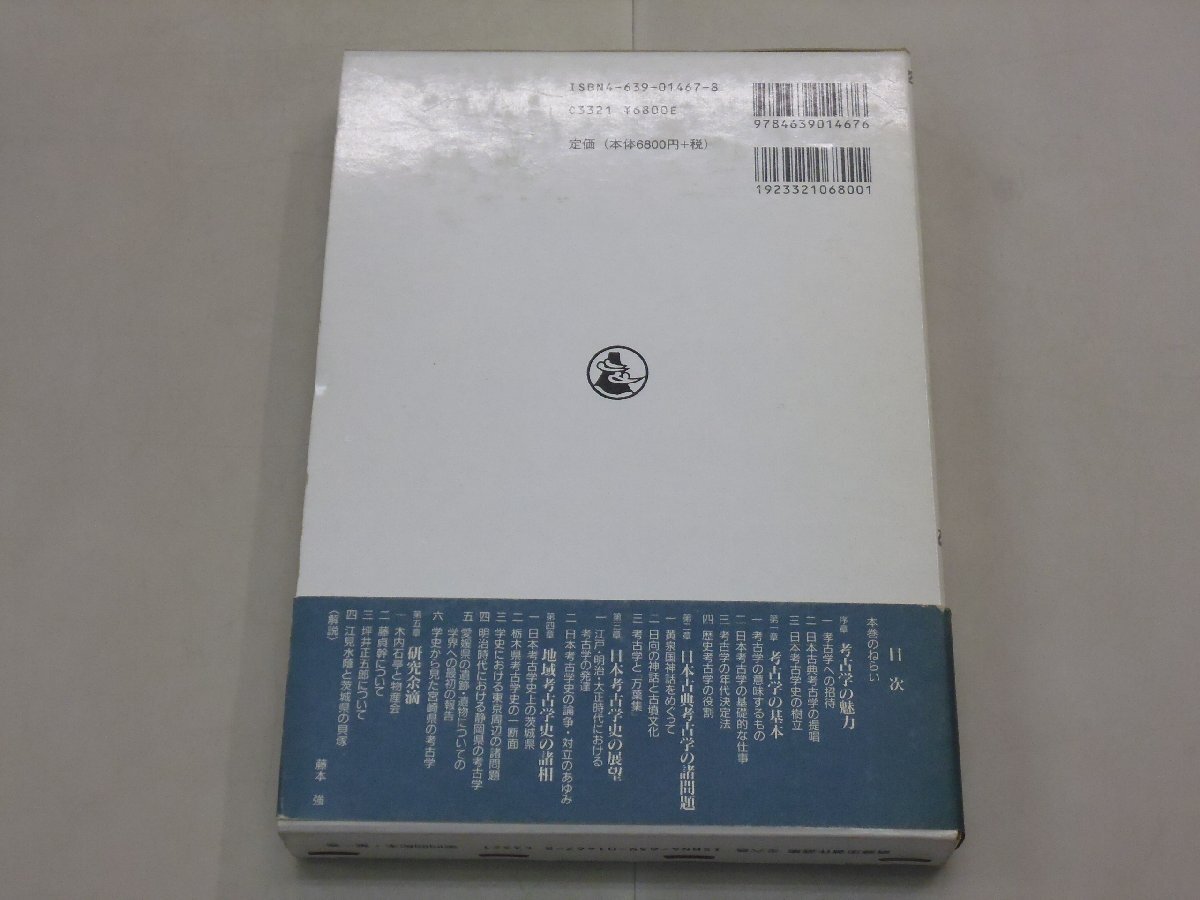 ISBN4-639-01467-8
C3321 ¥6800E
定価（本体6800円+税）
9784639014676
1923321068001
目次
本巻のねらい
序章 考古学の魅力
一 考古学への招待
二 日本古典考古学の提唱
三 日本考古学史の樹立
第一章 考古学の基本
一 考古学の意味するもの
二 日本考古学の基礎的な仕事
三 考古学の年代決定法
四 歴史考古学の役割
第二章 日本古典考古学の諸問題
一 黄泉国神話をめぐって
二 日向の神話と古墳文化
三 考古学と『万葉集』
第三章 日本考古学史の展望
一 江戸・明治・大正時代における
考古学の発達
二 日本考古学史の論争・対立のあゆみ
第四章 地域考古学史の諸相
一 日本考古学史上の茨城県
二 栃木県考古学史の一断面
三 学史における東京周辺の諸問題
四 明治時代における静岡県の考古学
五 愛媛県の遺跡・遺物についての
学界への最初の報告
六 学史から見た宮崎県の考古学
第五章 研究余滴
一 木内石亭と物産会
二 藤貞幹について
三 坪井正五郎について
四 江見水蔭と茨城県の貝塚
（解説） 藤本 強